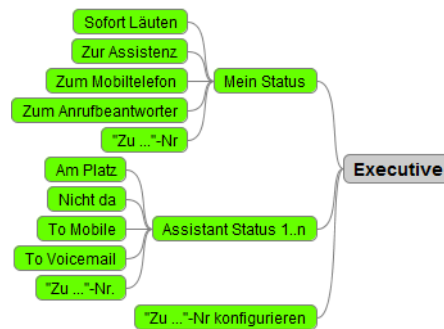 Sofort Läuten
Zur Assistenz
Zum Mobiltelefon
Zum Anrufbeantworter
"Zu ..."-Nr
Mein Status
Am Platz
Nicht da
To Mobile
To Voicemail
"Zu ..."-Nr.
Assistant Status 1..n
"Zu ..."-Nr konfigurieren
Executive